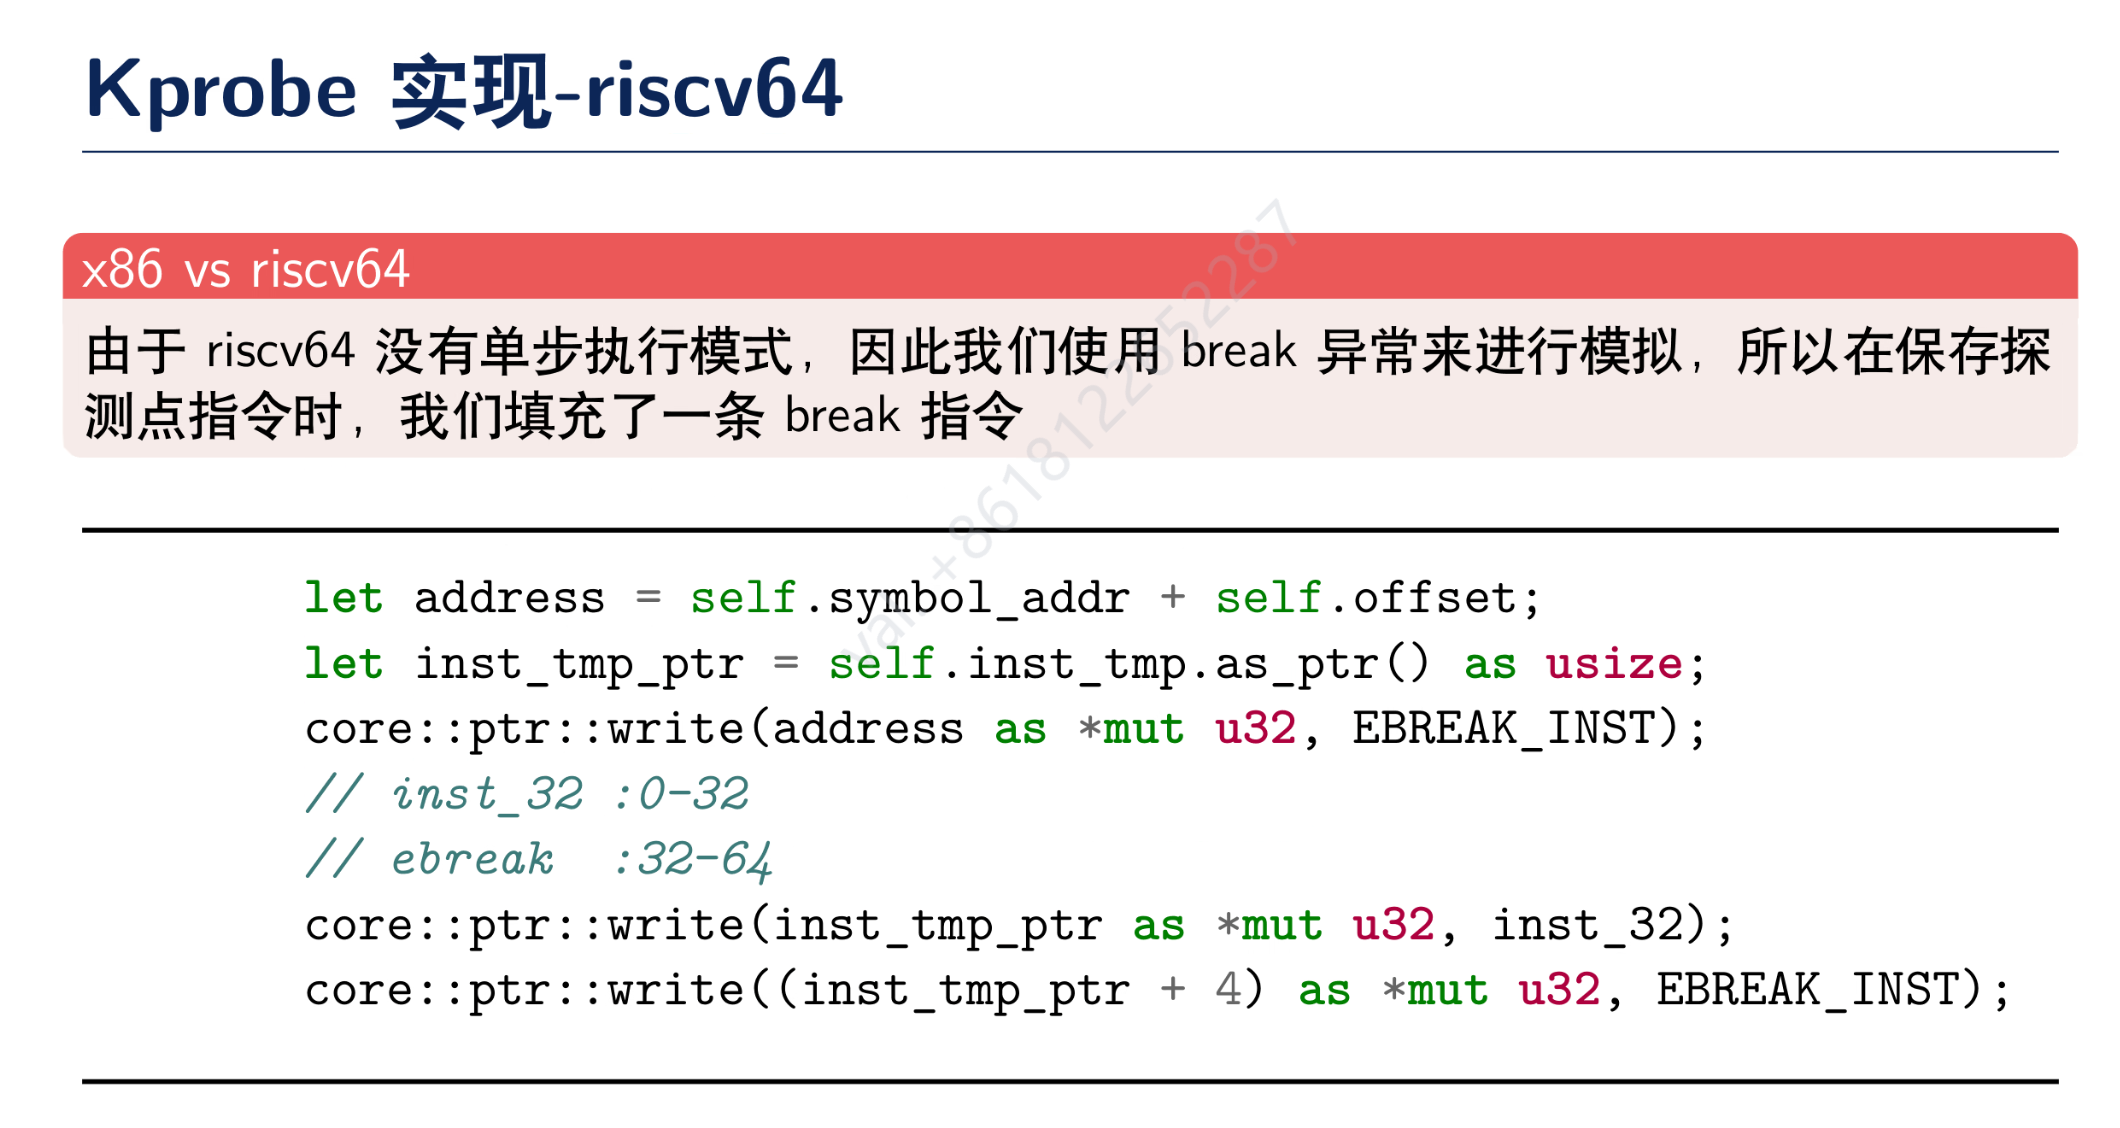 Kprobe 实现-riscv64
x86 vs riscv64
由于 riscv64 没有单步执行模式，因此我们使用 break 异常来进行模拟，所以在保存探
测点指令时，我们填充了一条 break 指令
let address = self.symbol_addr + self.offset;
let inst_tmp_ptr = self.inst_tmp.as_ptr() as usize;
core::ptr::write(address as *mut u32, EBREAK_INST);
// inst_32 :0-32
// ebreak  :32-64
core::ptr::write(inst_tmp_ptr as *mut u32, inst_32);
core::ptr::write((inst_tmp_ptr + 4) as *mut u32, EBREAK_INST);